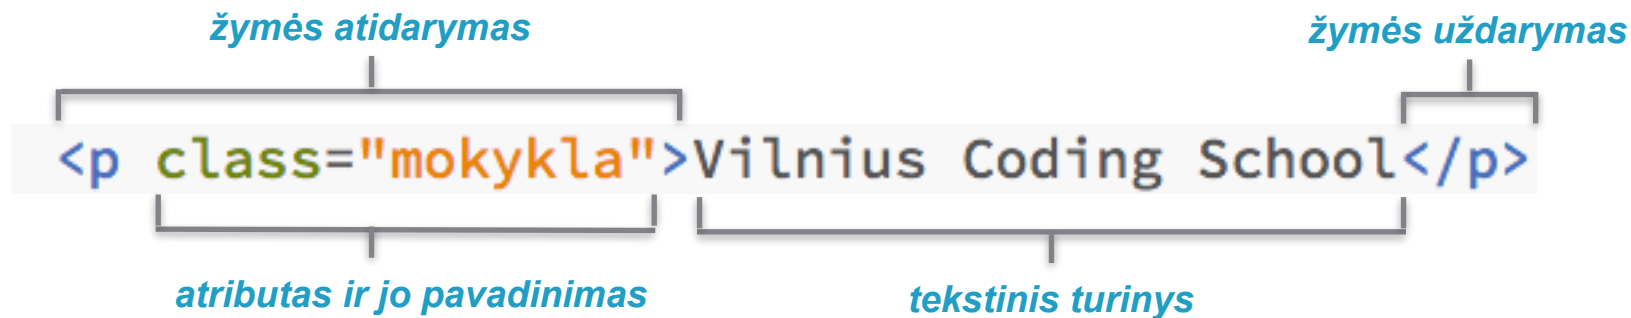 žymės atidarymas
žymės uždarymas
<p class="mokykla">Vilnius Coding School</p>
atributas ir jo pavadinimas
tekstinis turinys